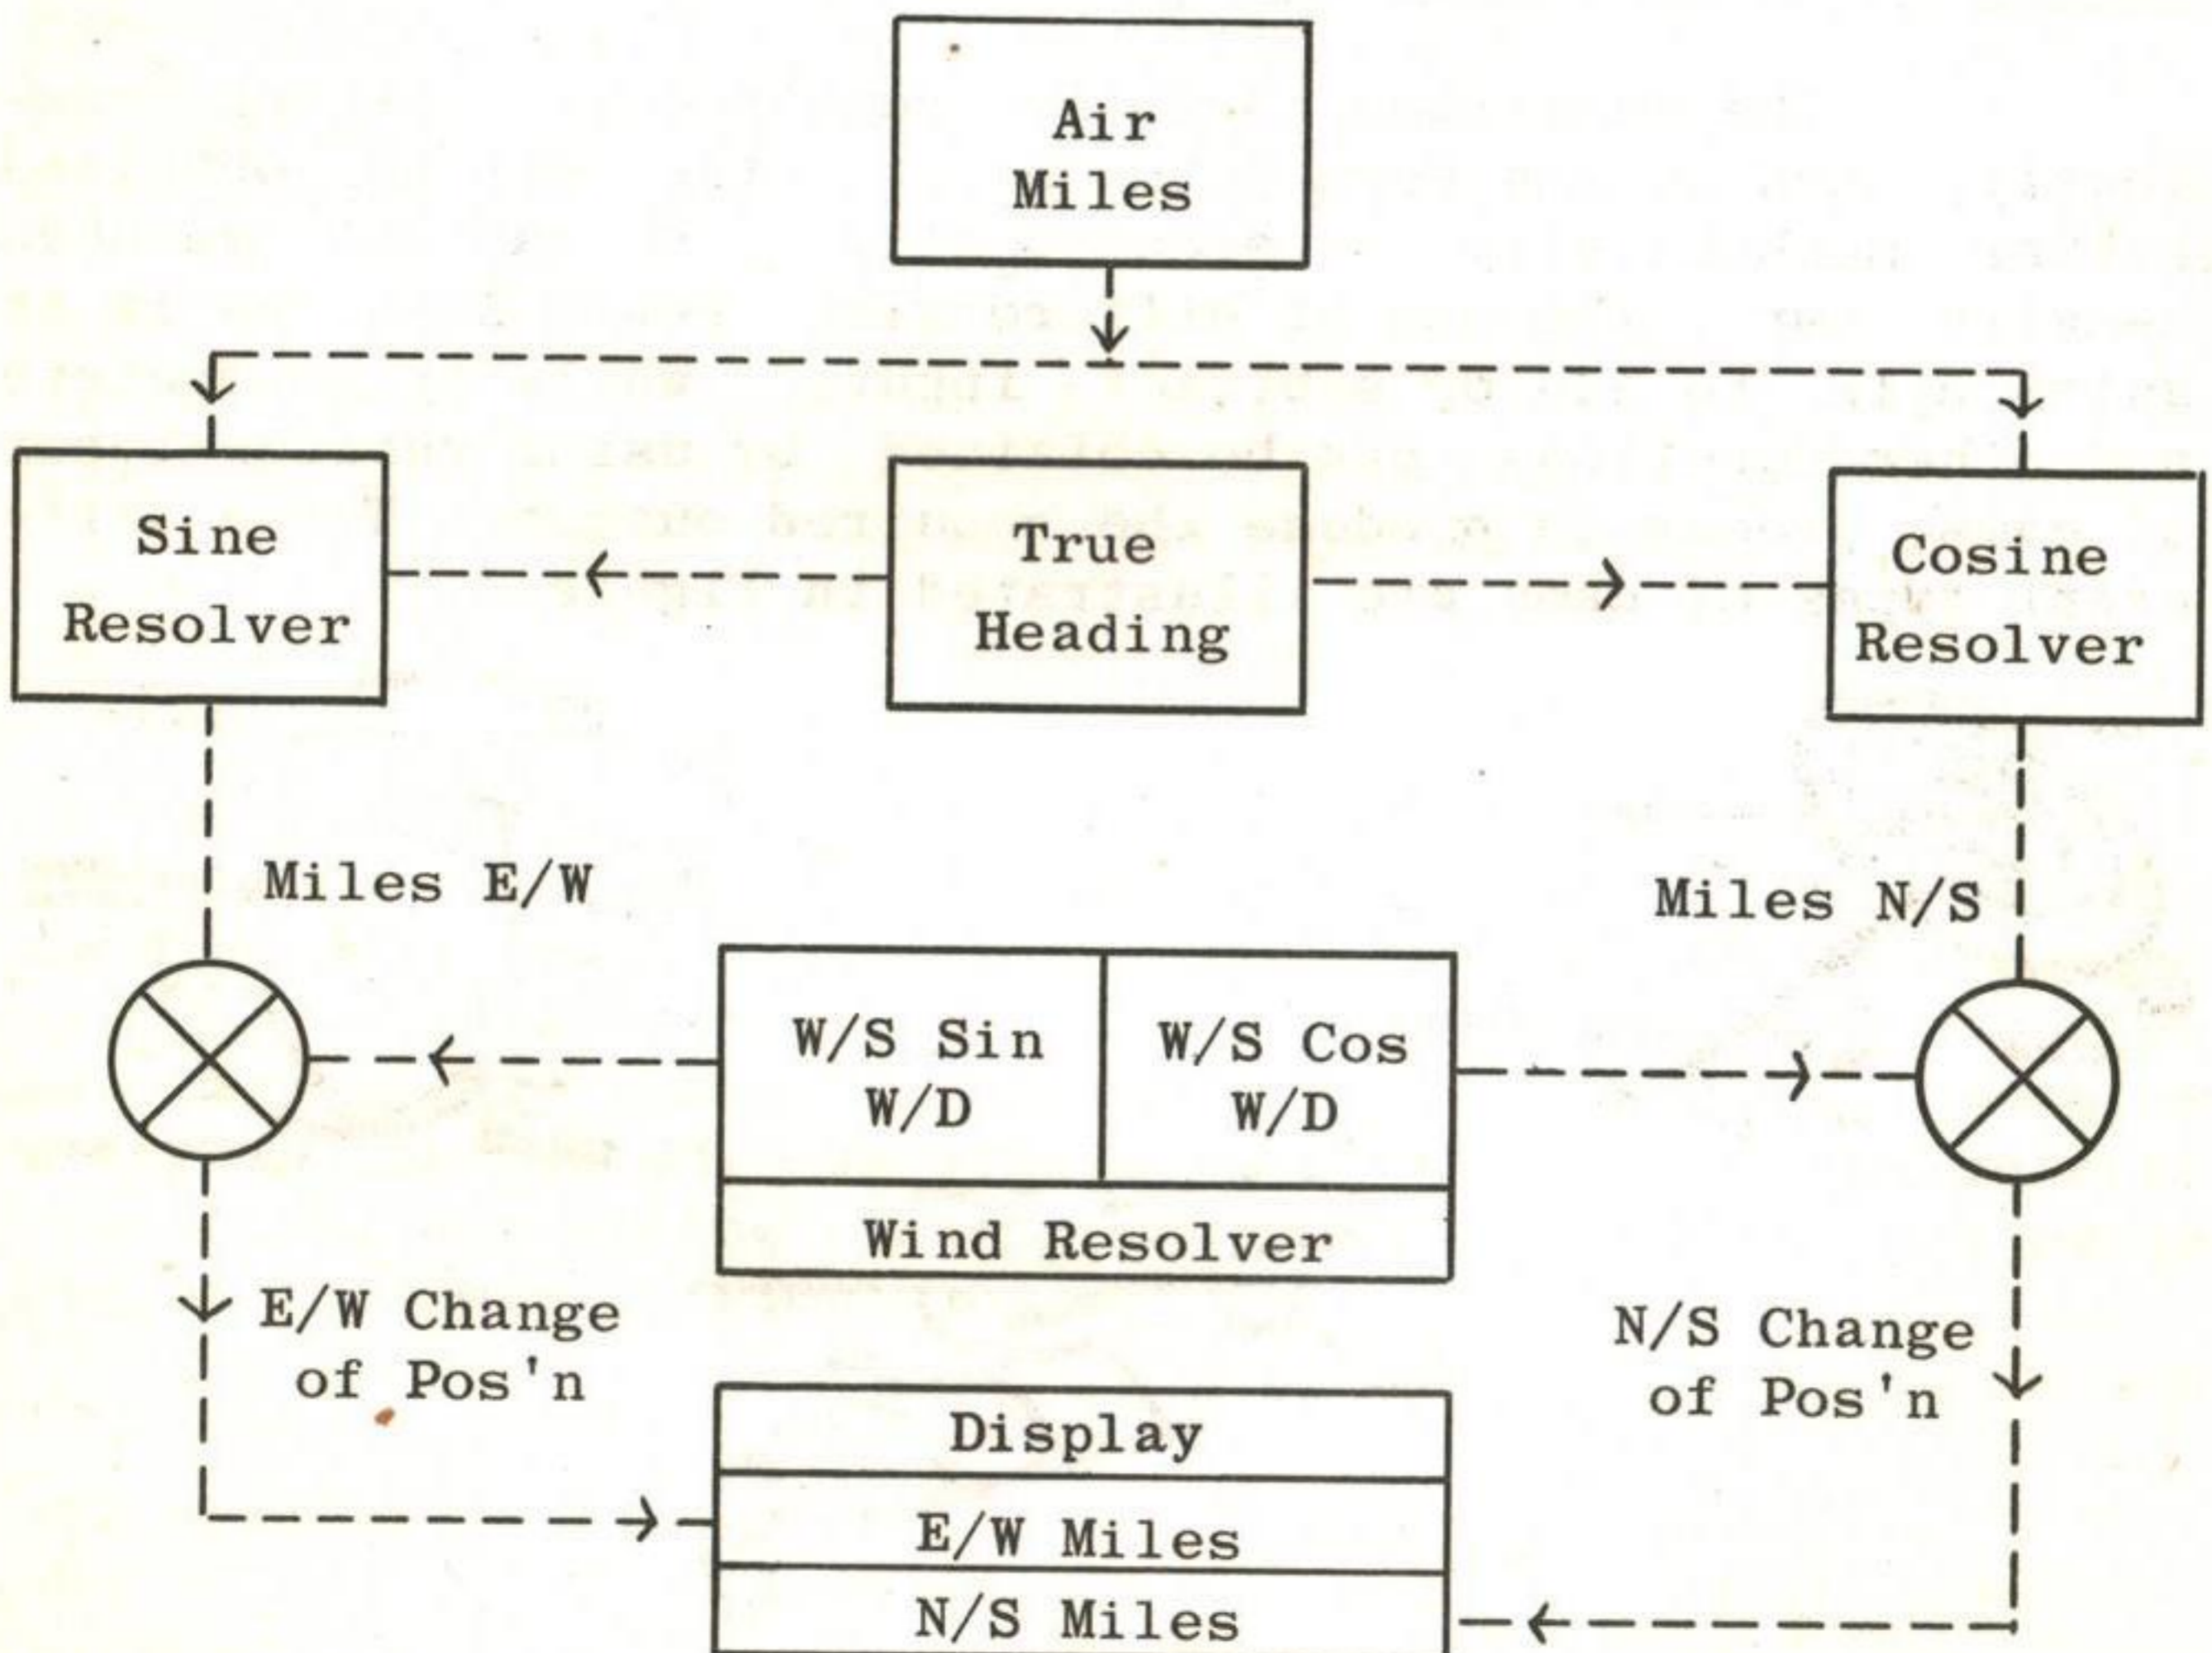 Air
Miles
Sine
Resolver
True
Heading
Cosine
Resolver
Miles E/W
Miles N/S
W/S Sin
W/D
W/S Cos
W/D
Wind Resolver
E/W Change
of Pos'n
N/S Change
of Pos'n
Display
E/W Miles
N/S Miles